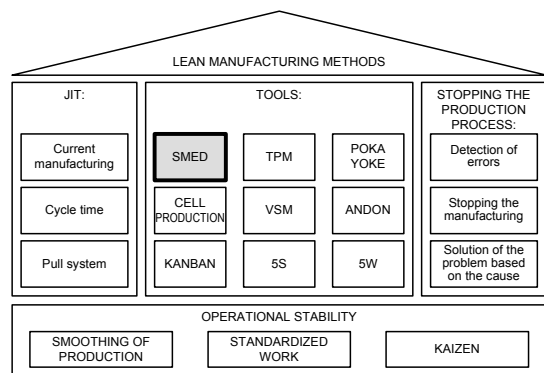 LEAN MANUFACTURING METHODS
JIT:
Current
manufacturing
Cycle time
Pull system
TOOLS:
SMED
TPM
POKA
YOKE
CELL
PRODUCTION
VSM
ANDON
KANBAN
5S
5W
STOPPING THE
PRODUCTION
PROCESS:
Detection of
errors
Stopping the
manufacturing
Solution of the
problem based
on the cause
OPERATIONAL STABILITY
SMOOTHING OF
PRODUCTION
STANDARDIZED
WORK
KAIZEN